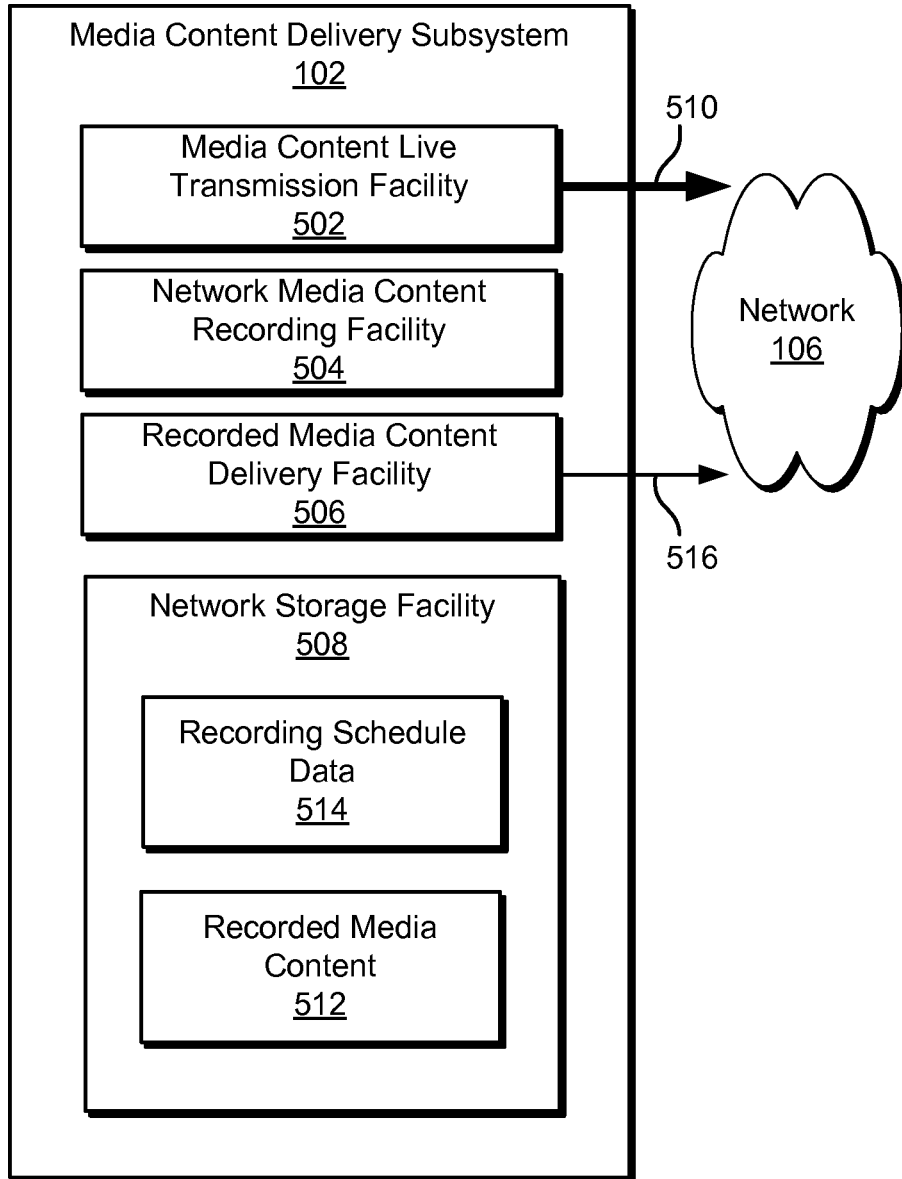 Media Content Delivery Subsystem
102
Media Content Live
Transmission Facility
502
510
Network Media Content
Recording Facility
504
Network
106
Recorded Media Content
Delivery Facility
506
516
Network Storage Facility
508
Recording Schedule
Data
514
Recorded Media
Content
512